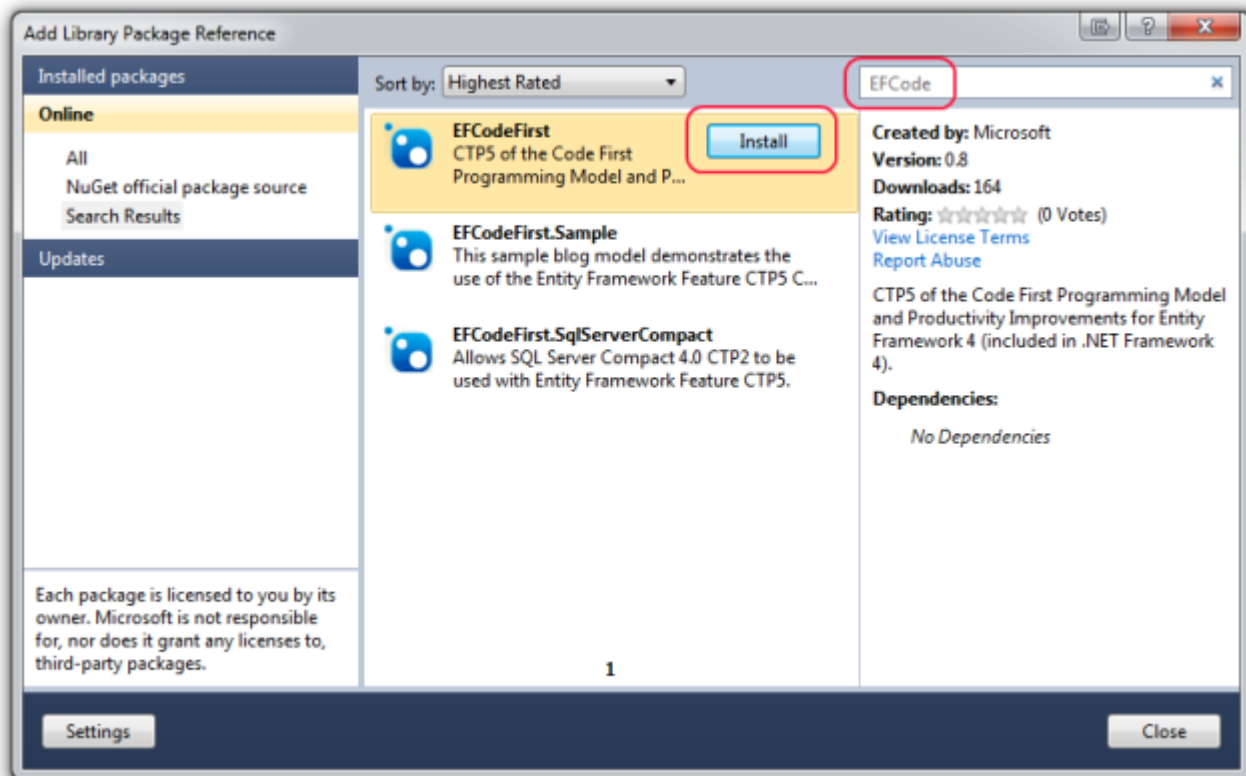 Add Library Package Reference
Installed packages
Online
All
NuGet official package source
Search Results
Updates
Each package is licensed to you by its
owner. Microsoft is not responsible
for, nor does it grant any licenses to,
third-party packages.
Sort by: Highest Rated
EFCodeFirst
CTP5 of the Code First
Programming Model and P...
Install
EFCodeFirst.Sample
This sample blog model demonstrates the
use of the Entity Framework Feature CTP5 C...
EFCodeFirst.SqlServerCompact
Allows SQL Server Compact 4.0 CTP2 to be
used with Entity Framework Feature CTP5.
1
EFCode
Created by: Microsoft
Version: 0.8
Downloads: 164
Rating: (0 Votes)
View License Terms
Report Abuse
CTP5 of the Code First Programming Model
and Productivity Improvements for Entity
Framework 4 (included in .NET Framework
4).
Dependencies:
No Dependencies
Settings
Close